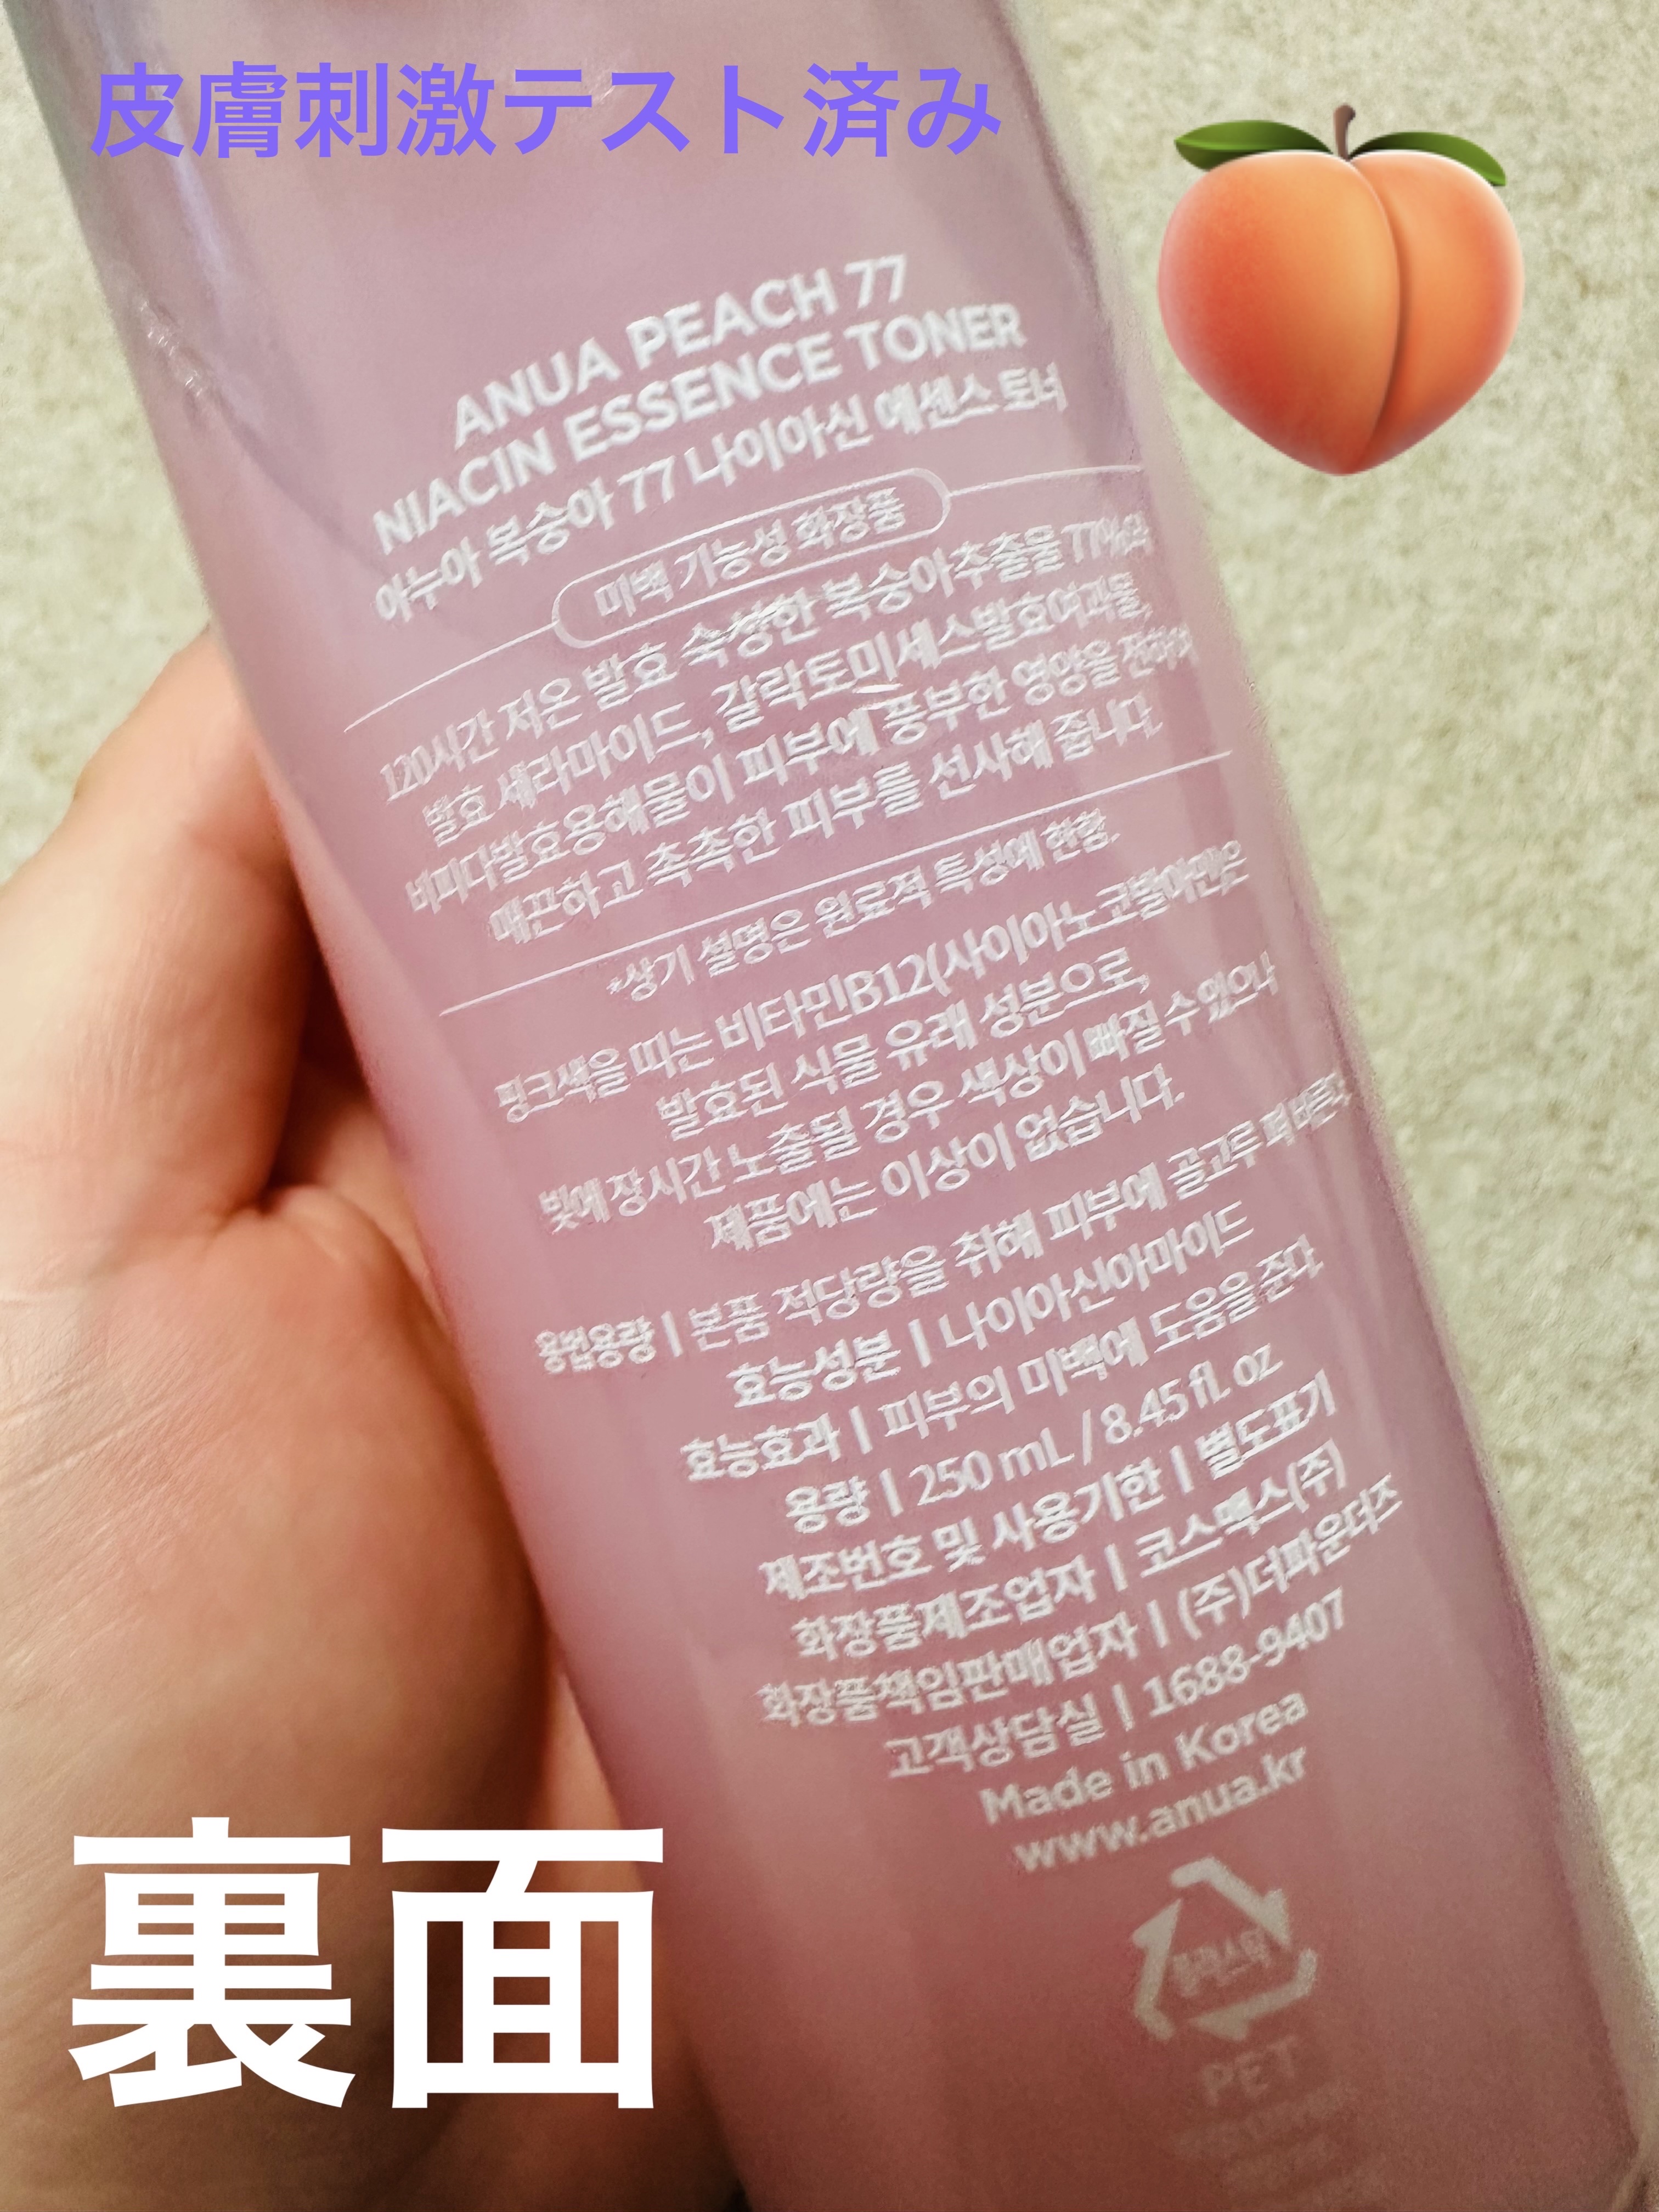 皮膚刺激テスト済み
ANUA PEACH 77
NIACIN ESSENCE TONER
아누아 복숭아 77 나이아신 에센스 토너
미백 기능성 화장품
120시간 저온 발효 숙성한 복숭아추출물 77%와
발효 세라마이드, 갈락토미세스발효여과물,
비피다발효용해물이 피부에 풍부한 영양을 전하여
매끈하고 촉촉한 피부를 선사해 줍니다.
*상기 설명은 원료적 특성에 한함.
핑크색을 띠는 비타민B12(사이아노코발아민)은
발효된 식물 유래 성분으로,
빛에 장시간 노출될 경우 색상이 빠질 수 있으나
제품에는 이상이 없습니다.
용법용량 | 본품 적당량을 취해 피부에 골고루 펴 바른다.
효능성분 | 나이아신아마이드
효능효과 | 피부의 미백에 도움을 준다.
용량 | 250 mL / 8.45 fl. oz
제조번호 및 사용기한 | 별도표기
화장품제조업자 | 코스맥스(주)
화장품책임판매업자 | (주)더파운더즈
고객상담실 | 1688-9407
Made in Korea
www.anua.kr
플라스틱
PET
裏面